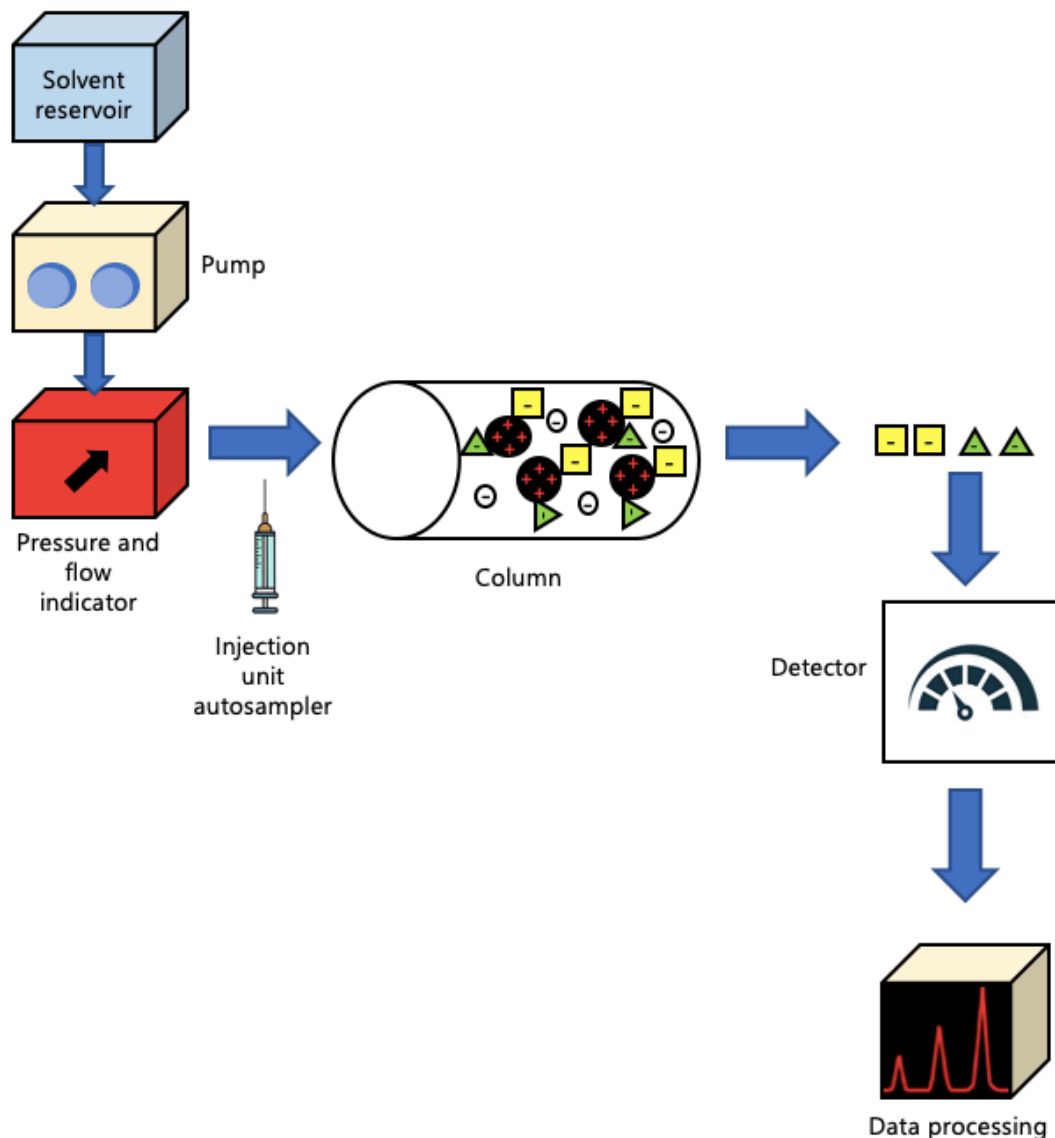 Solvent
reservoir
Pump
Pressure and
flow
indicator
Injection
unit
autosampler
Column
Detector
Data processing